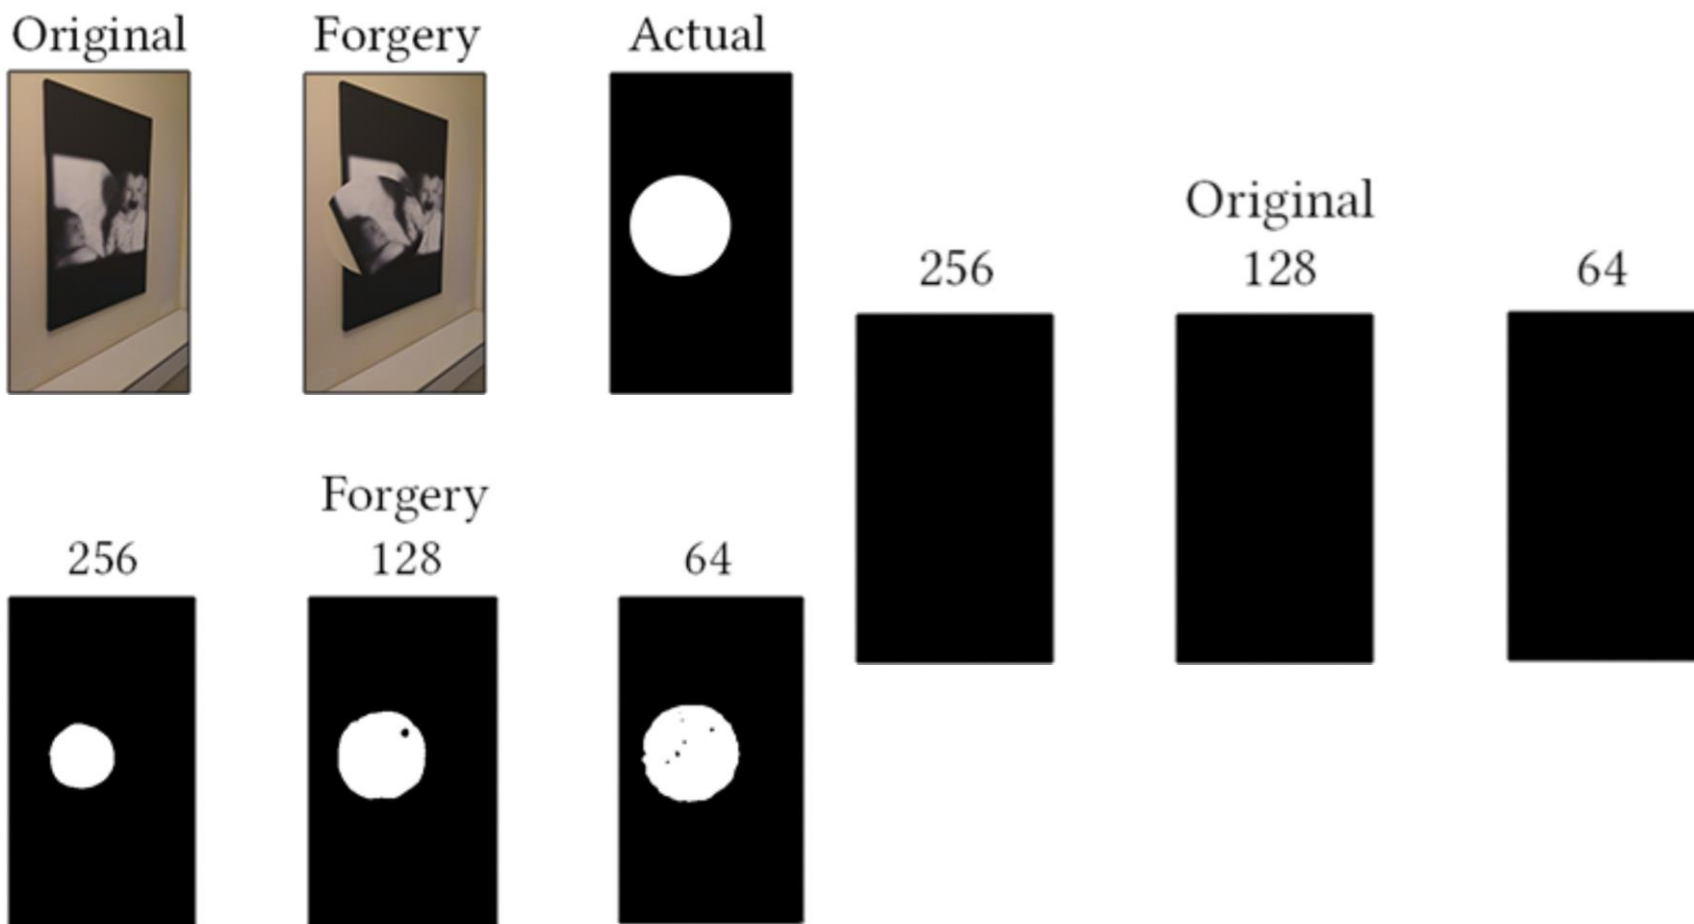 Original Forgery Actual
Original
256 128 64
Forgery
256 128 64